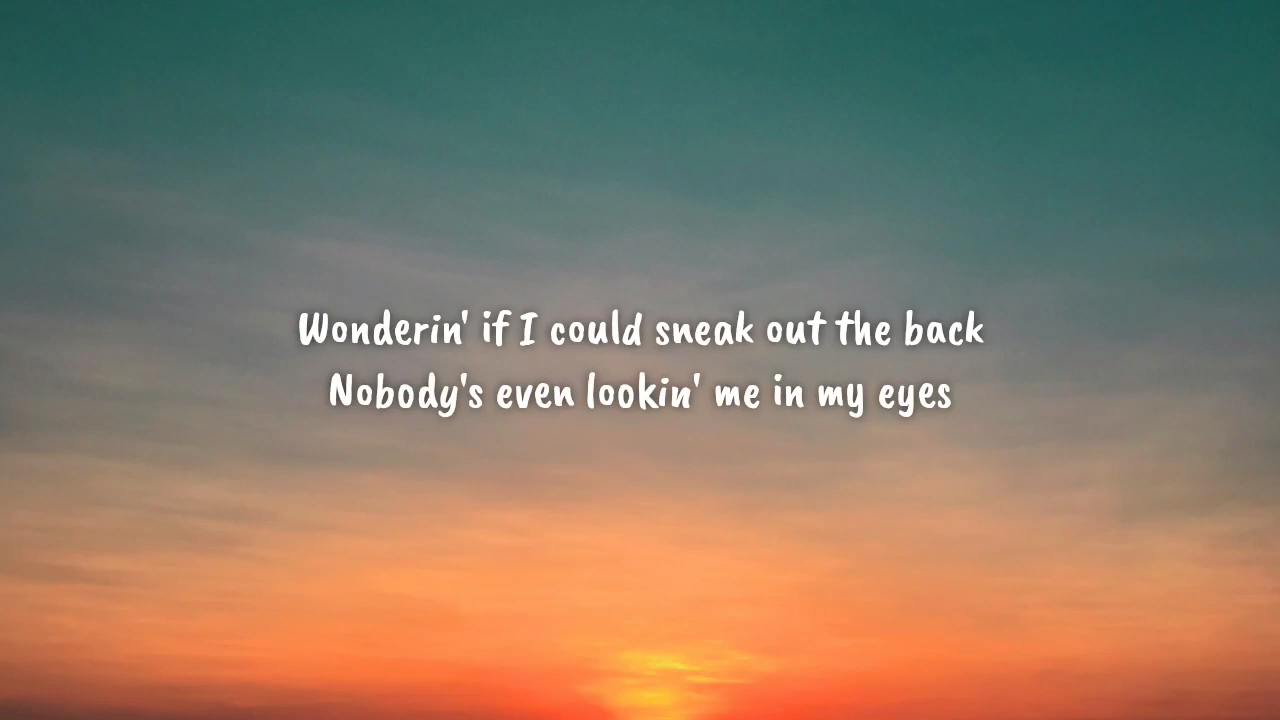 Wonderin' if I could sneak out the back
Nobody's even lookin' me in my eyes